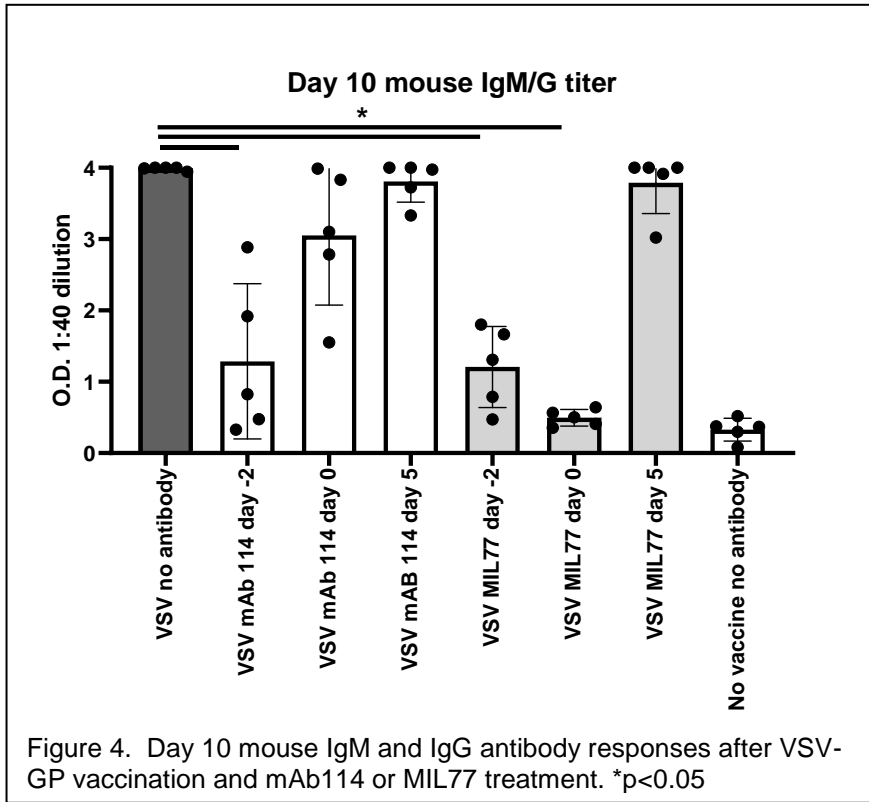 Day 10 mouse IgM/G titer
*
O.D. 1:40 dilution
4
3
2
1
0
VSV no antibody
VSV mAb 114 day -2
VSV mAb 114 day 0
VSV mAB 114 day 5
VSV MIL77 day -2
VSV MIL77 day 0
VSV MIL77 day 5
No vaccine no antibody
Figure 4.  Day 10 mouse IgM and IgG antibody responses after VSV-
GP vaccination and mAb114 or MIL77 treatment. *p<0.05